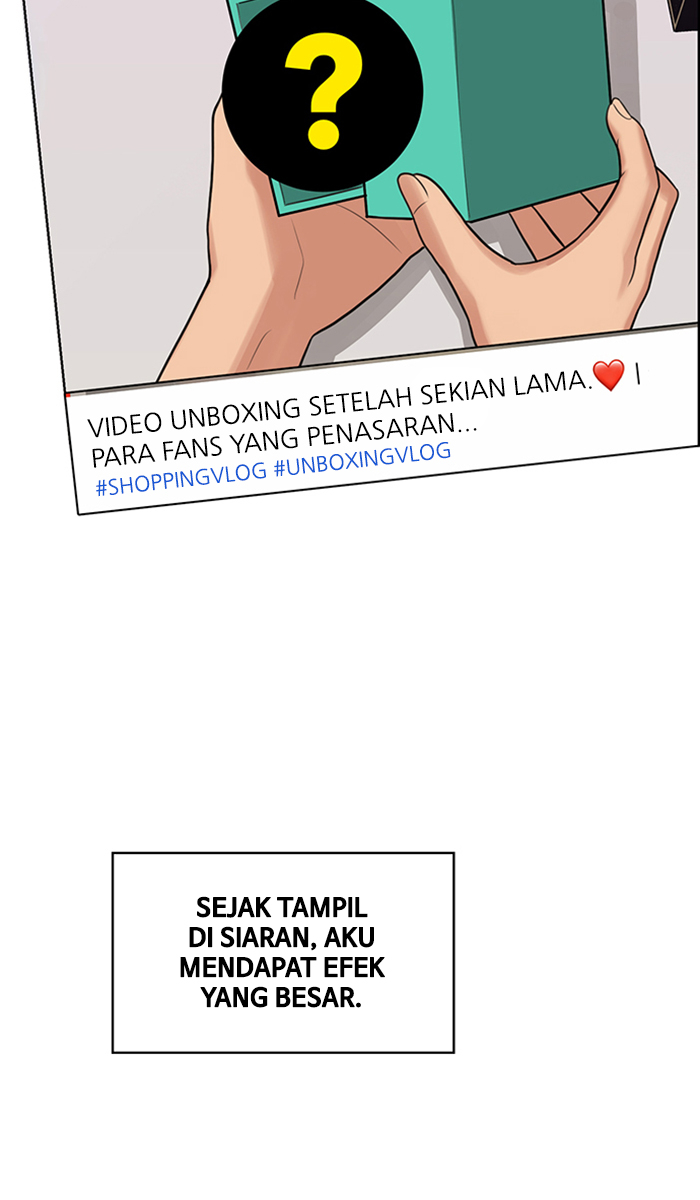 ?
VIDEO UNBOXING SETELAH SEKIAN LAMA.❤️ |
PARA FANS YANG PENASARAN...
#SHOPPINGVLOG #UNBOXINGVLOG
SEJAK TAMPIL
DI SIARAN, AKU
MENDAPAT EFEK
YANG BESAR.